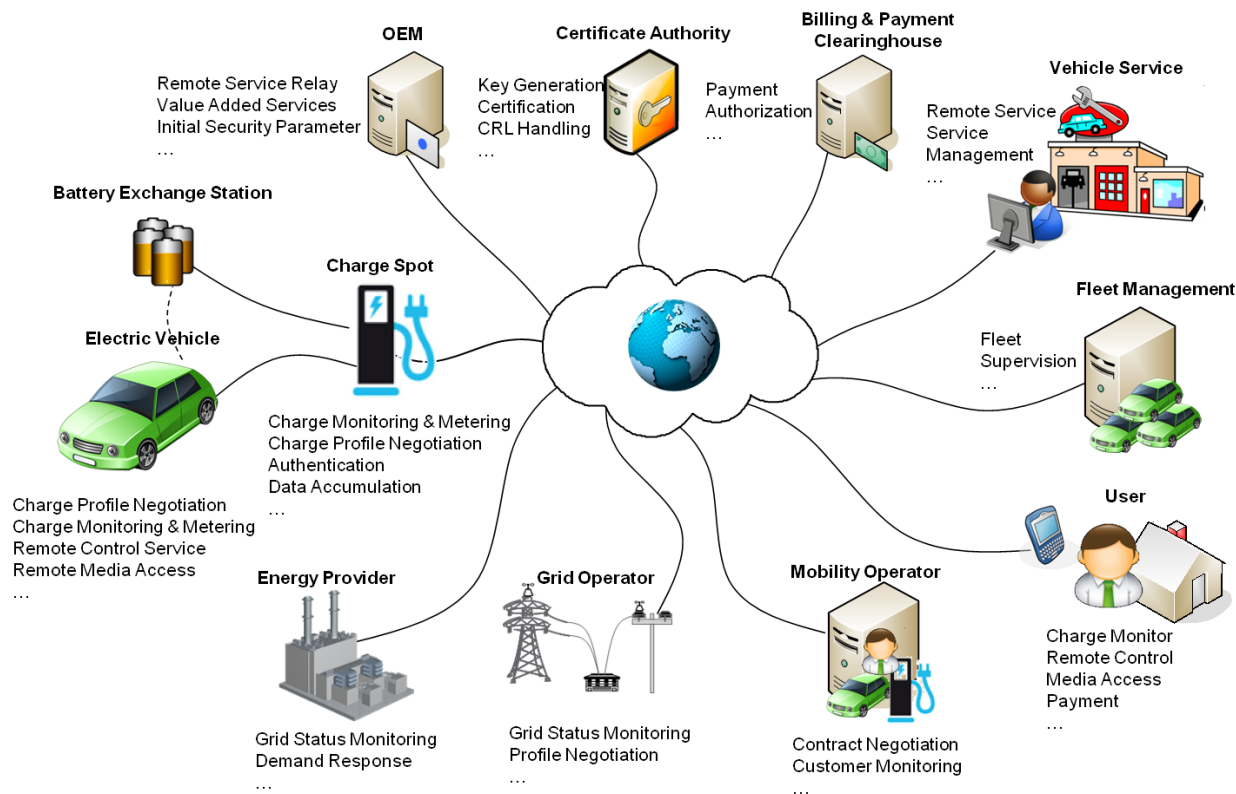 OEM
Remote Service Relay
Value Added Services
Initial Security Parameter
…
Certificate Authority
Key Generation
Certification
CRL Handling
…
Billing & Payment
Clearinghouse
Payment
Authorization
…
Vehicle Service
Remote Service
Service
Management
…
Battery Exchange Station
Charge Spot
Charge Monitoring & Metering
Charge Profile Negotiation
Authentication
Data Accumulation
…
Electric Vehicle
Charge Profile Negotiation
Charge Monitoring & Metering
Remote Control Service
Remote Media Access
…
Fleet Management
Fleet
Supervision
…
Energy Provider
Grid Status Monitoring
Demand Response
…
Grid Operator
Grid Status Monitoring
Profile Negotiation
…
Mobility Operator
Contract Negotiation
Customer Monitoring
…
User
Charge Monitor
Remote Control
Media Access
Payment
…